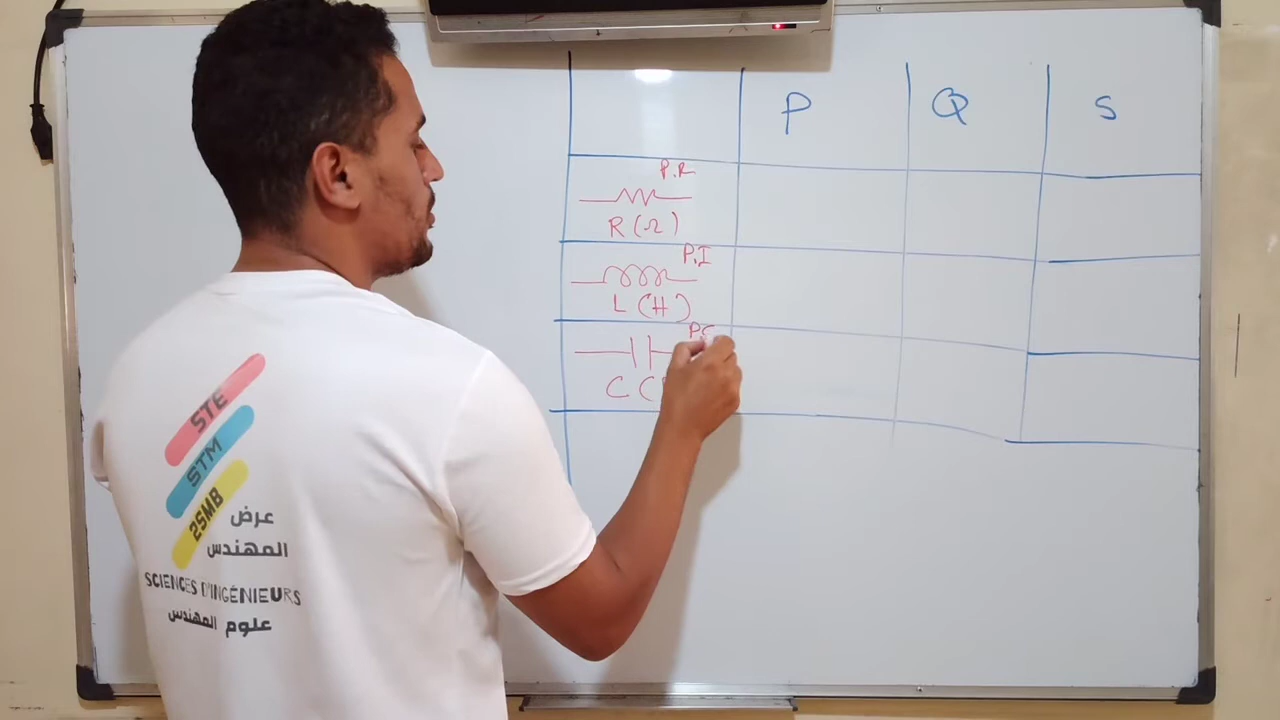 P Q S
P.R
R (Ω)
P.I
L (H)
P.C
C (
STE
STM
2SMB
عرض
المهندس
SCIENCES D'INGÉNIEURS
علوم المهندس